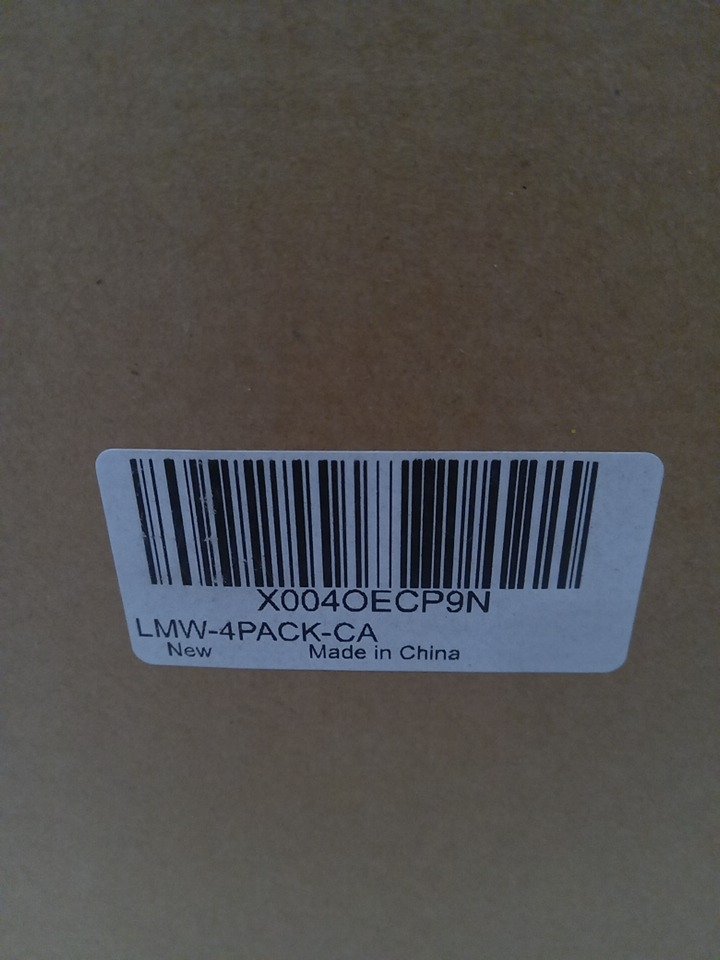 X004OECP9N
LMW-4PACK-CA
New Made in China